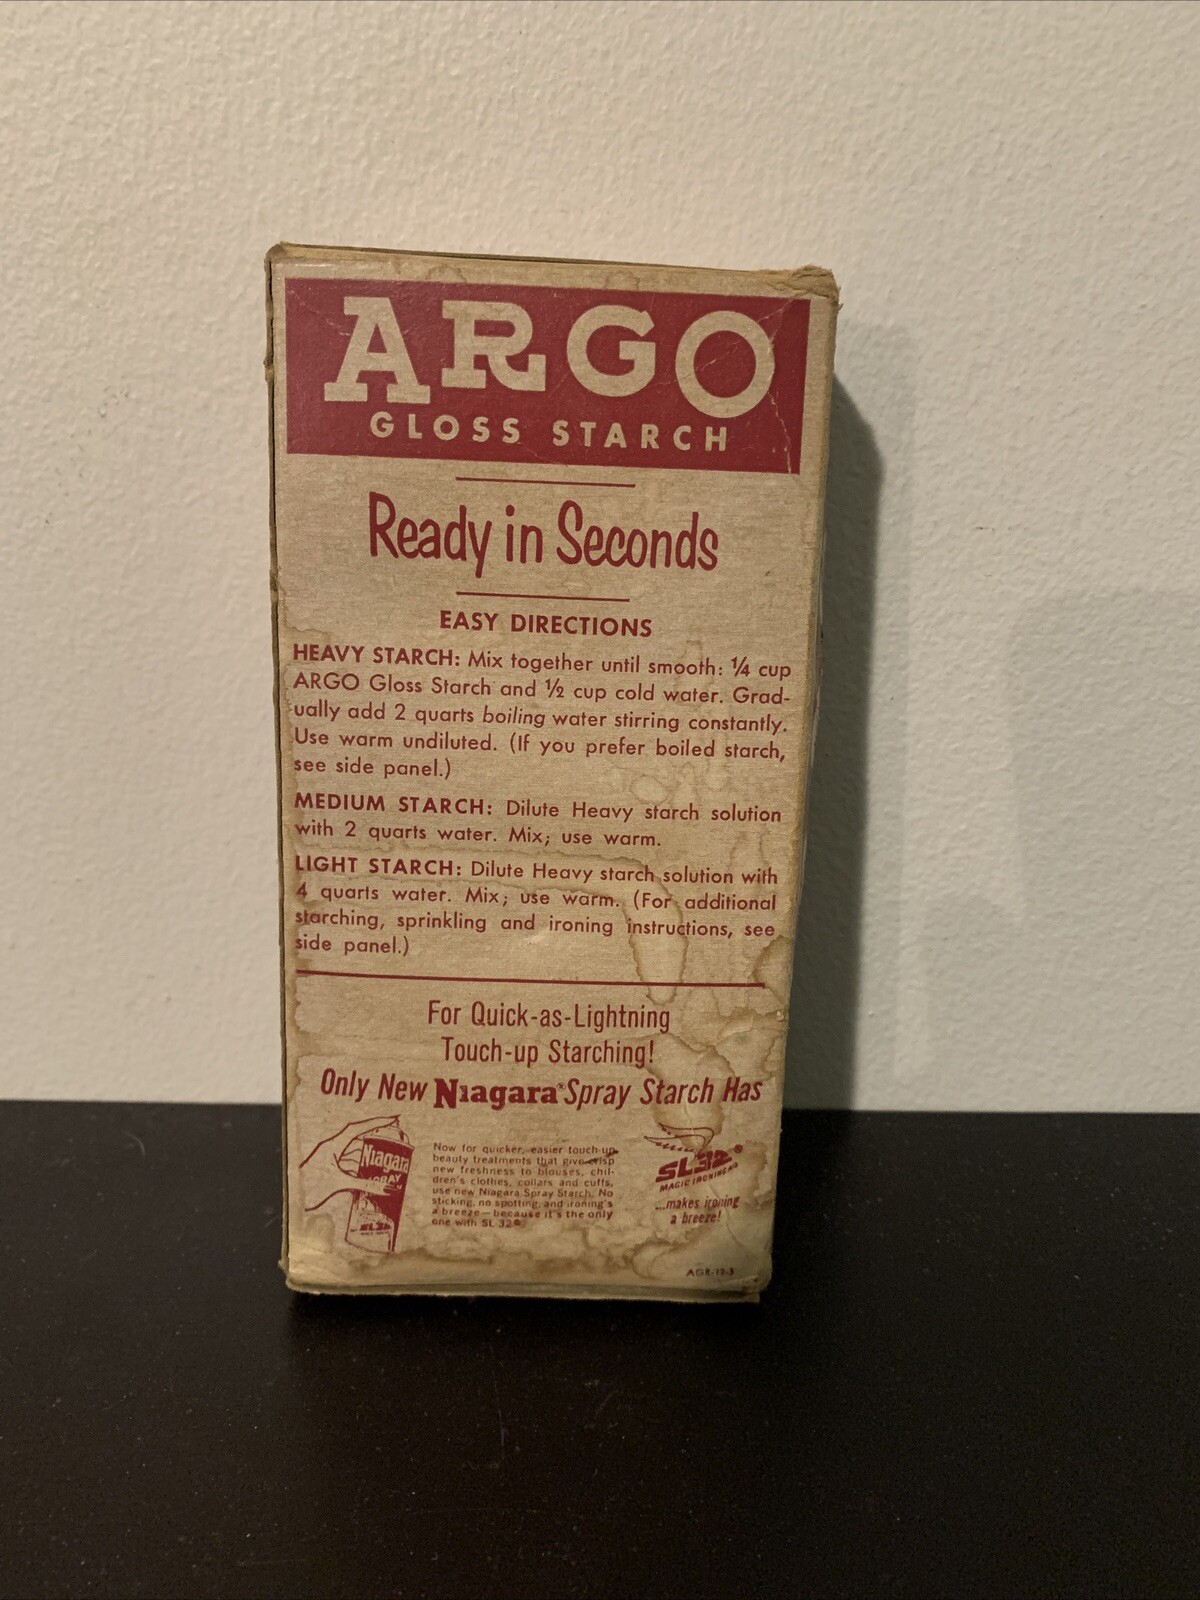 ARGO
GLOSS STARCH
Ready in Seconds
EASY DIRECTIONS
HEAVY STARCH: Mix together until smooth: ¼ cup
ARGO Gloss Starch and ½ cup cold water. Grad-
ually add 2 quarts boiling water stirring constantly.
Use warm undiluted. (If you prefer boiled starch,
see side panel.)
MEDIUM STARCH: Dilute Heavy starch solution
with 2 quarts water. Mix; use warm.
LIGHT STARCH: Dilute Heavy starch solution with
4 quarts water. Mix; use warm. (For additional
starching, sprinkling and ironing instructions, see
side panel.)
For Quick-as-Lightning
Touch-up Starching!
Only New Niagara® Spray Starch Has
Niagara
SPRAY
SL32
Now for quicker, easier touch-up
beauty treatments that give crisp
new freshness to blouses, chil-
dren's clothes, collars and cuffs,
use new Niagara Spray Starch. No
sticking, no spotting, and ironing's
a breeze—because it's the only
one with SL 32®.
SL32®
MAGIC IRONING
...makes ironing
a breeze!